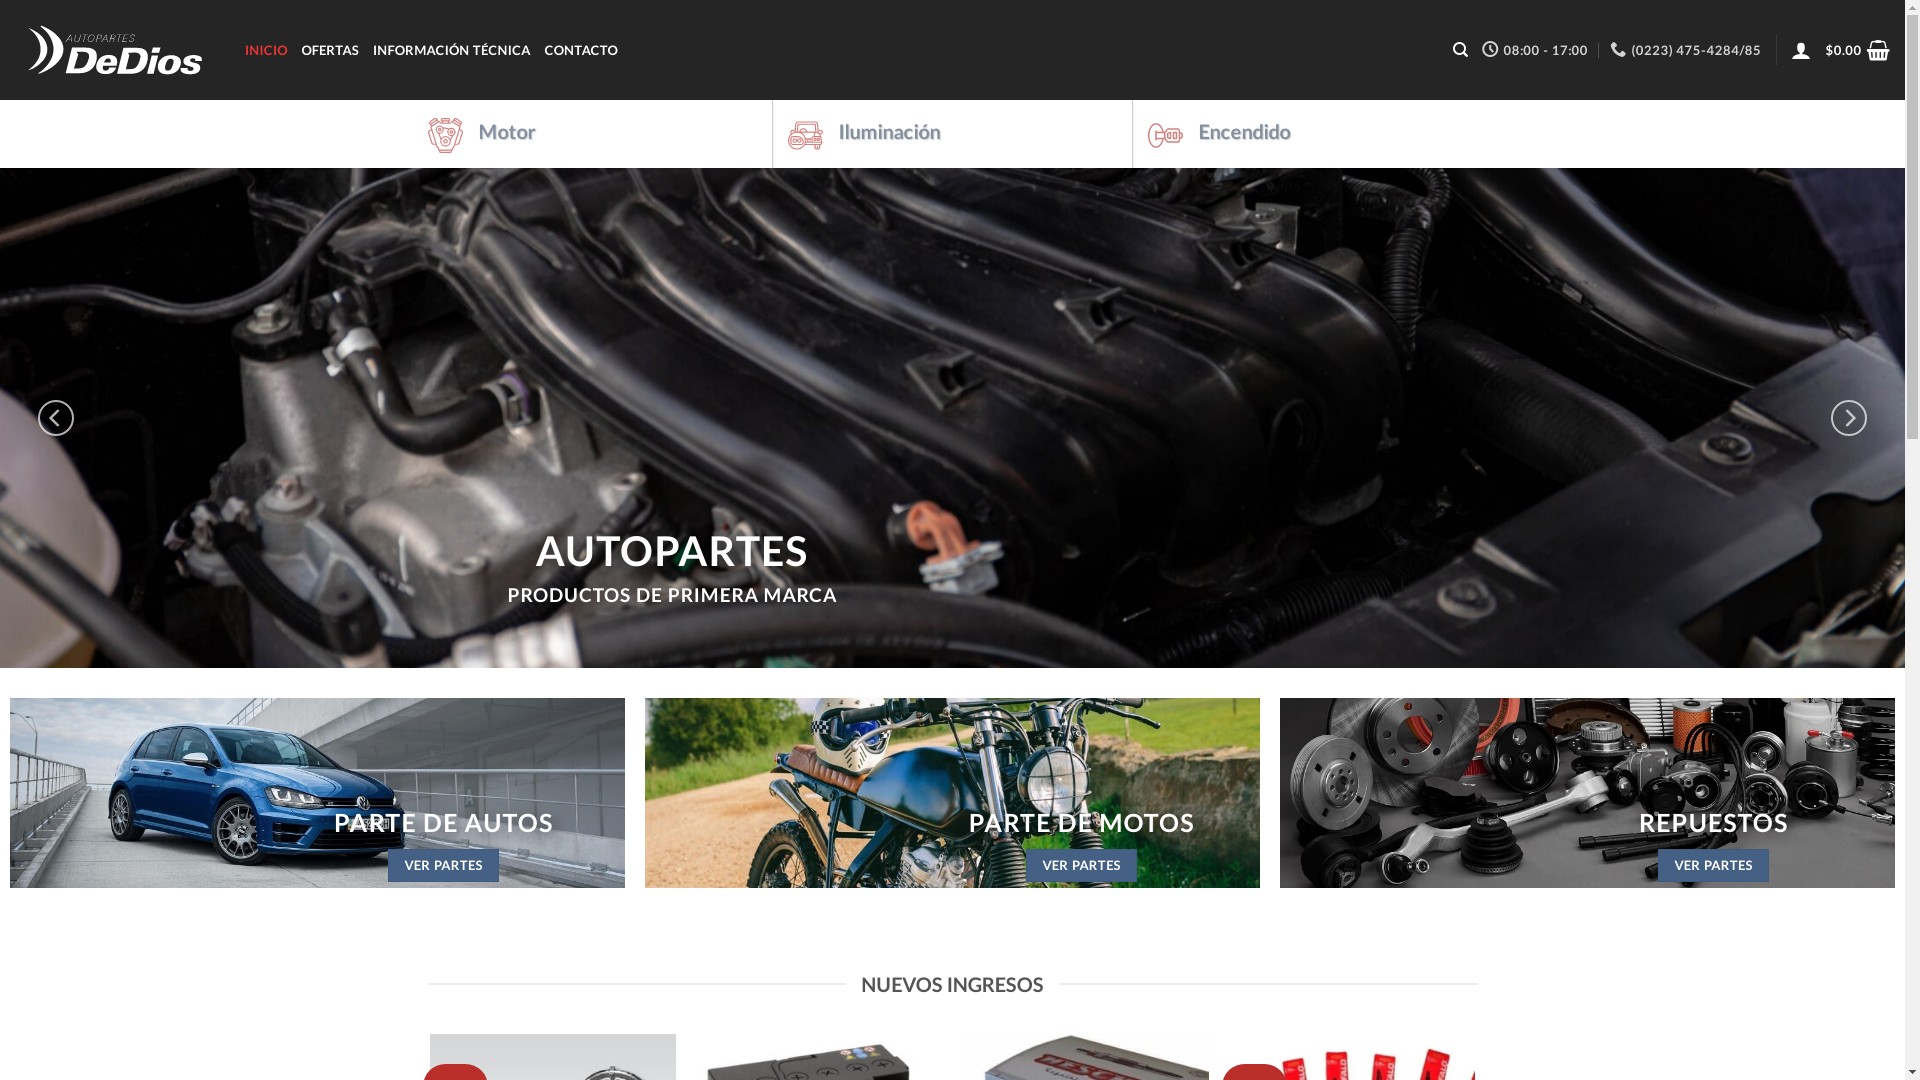 AUTOPARTES
DeDios
INICIO
OFERTAS
INFORMACIÓN TÉCNICA
CONTACTO
08:00 - 17:00
(0223) 475-4284/85
$0.00
Motor
Iluminación
Encendido
AUTOPARTES
PRODUCTOS DE PRIMERA MARCA
PARTE DE AUTOS
VER PARTES
PARTE DE MOTOS
VER PARTES
REPUESTOS
VER PARTES
NUEVOS INGRESOS